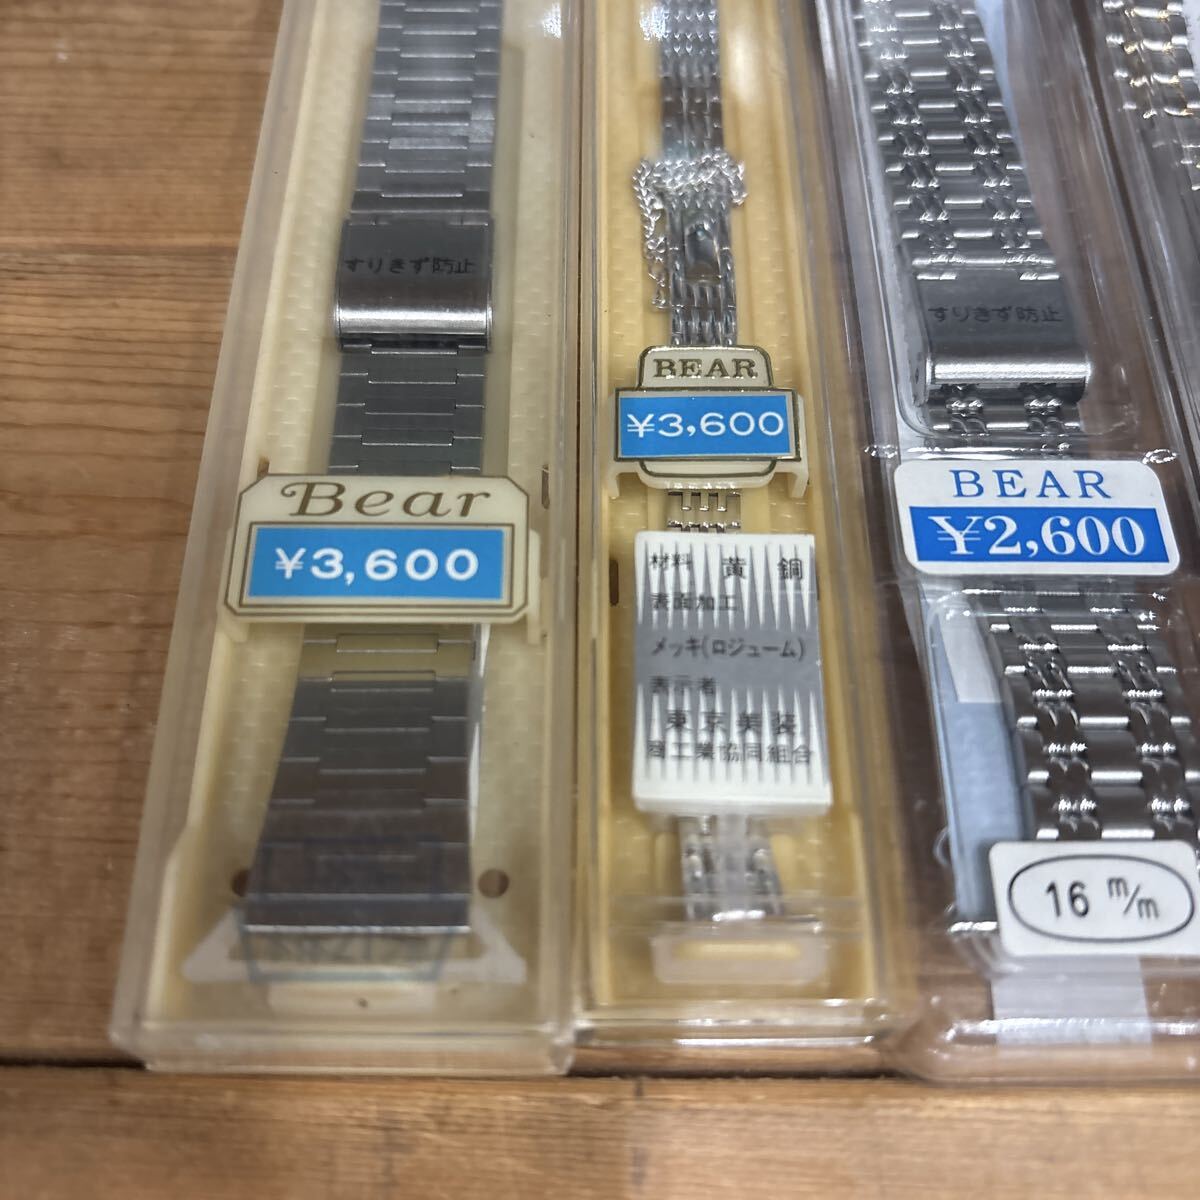 すりきず防止
Bear
¥3,600
BEAR
¥3,600
材料 黄銅
表面加工
メッキ(ロジューム)
表示者
東京美装
商工業協同組合
すりきず防止
BEAR
¥2,600
16 m/m